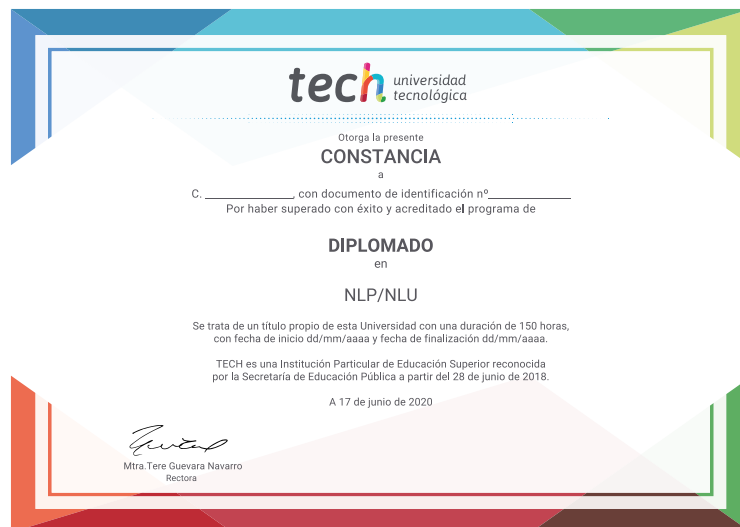 tech universidad
tecnológica
Otorga la presente
CONSTANCIA
a
C. ______________, con documento de identificación nº______________
Por haber superado con éxito y acreditado el programa de
DIPLOMADO
en
NLP/NLU
Se trata de un título propio de esta Universidad con una duración de 150 horas,
con fecha de inicio dd/mm/aaaa y fecha de finalización dd/mm/aaaa.
TECH es una Institución Particular de Educación Superior reconocida
por la Secretaría de Educación Pública a partir del 28 de junio de 2018.
A 17 de junio de 2020
Mtra.Tere Guevara Navarro
Rectora